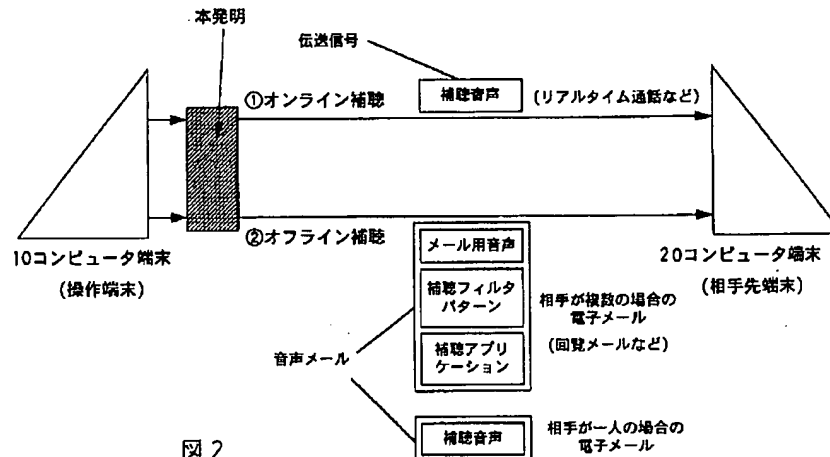 本発明
伝送信号
①オンライン補聴
補聴音声
(リアルタイム通話など)
②オフライン補聴
10コンピュータ端末
(操作端末)
20コンピュータ端末
(相手先端末)
メール用音声
補聴フィルタ
パターン
補聴アプリ
ケーション
相手が複数の場合の
電子メール
(回覧メールなど)
音声メール
補聴音声
相手が一人の場合の
電子メール
図2